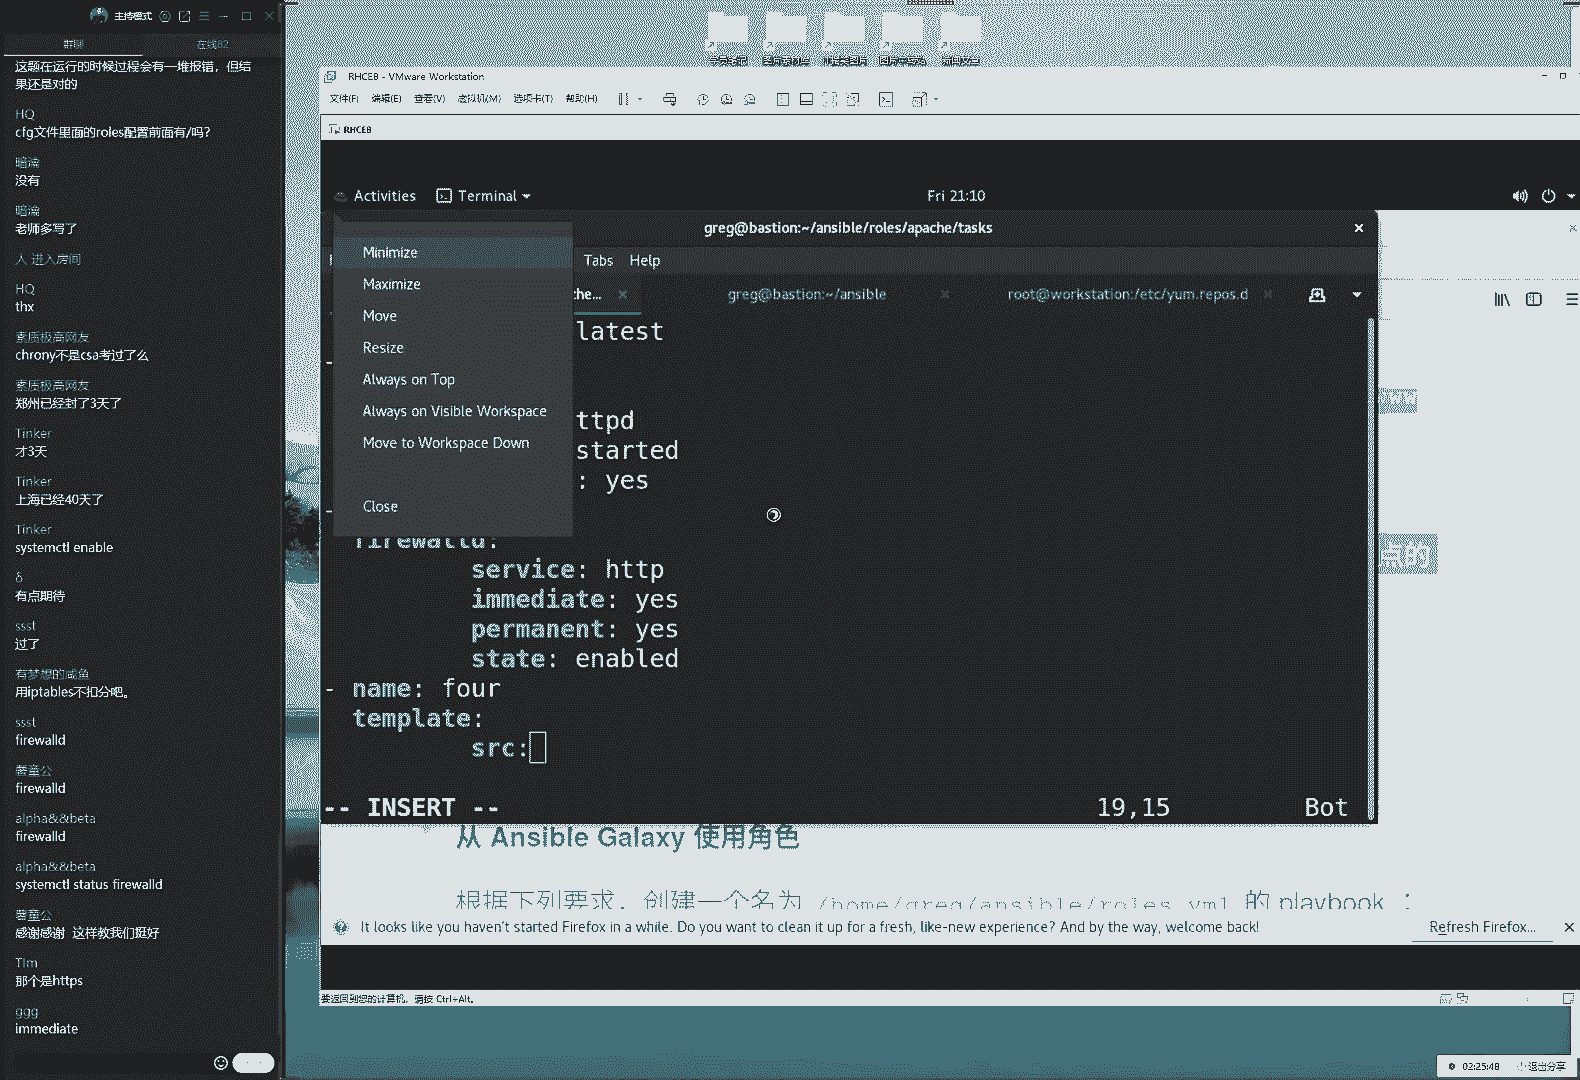 主持模式
群聊
在线82
这题在运行的时候过程会有一堆报错，但结
果还是对的
HQ
cfg文件里面的roles配置前面有/吗？
暗淪
没有
暗淪
老师多写了
人 进入房间
HQ
thx
素质极高网友
chrony不是csa考过了么
素质极高网友
郑州已经封了3天了
Tinker
才3天
Tinker
上海已经40天了
Tinker
systemctl enable
δ
有点期待
ssst
过了
有梦想的咸鱼
用iptables不扣分吧。
ssst
firewalld
firewalld
alpha&&beta
firewalld
alpha&&beta
systemctl status firewalld
感谢感谢 这样教我们挺好
TIm
那个是https
ggg
immediate
RHCE8 - VMware Workstation
文件(F) 编辑(E) 查看(V) 虚拟机(M) 选项卡(T) 帮助(H)
RHCE8
Activities
Terminal
Fri 21:10
greg@bastion:~/ansible/roles/apache/tasks
Minimize
Maximize
Move
Resize
Always on Top
Always on Visible Workspace
Move to Workspace Down
Close
Tabs Help
he...
greg@bastion:~/ansible
root@workstation:/etc/yum.repos.d
latest
ttpd
started
: yes
firewalld:
service: http
immediate: yes
permanent: yes
state: enabled
- name: four
template:
src:
-- INSERT --
19,15
Bot
www
点的
从 Ansible Galaxy 使用角色
根据下列要求，创建一个名为 /home/greg/ansible/roles.yml 的 playbook ：
It looks like you haven't started Firefox in a while. Do you want to clean it up for a fresh, like-new experience? And by the way, welcome back!
Refresh Firefox...
要返回到您的计算机，请按 Ctrl+Alt。
02:25:48
退出分享